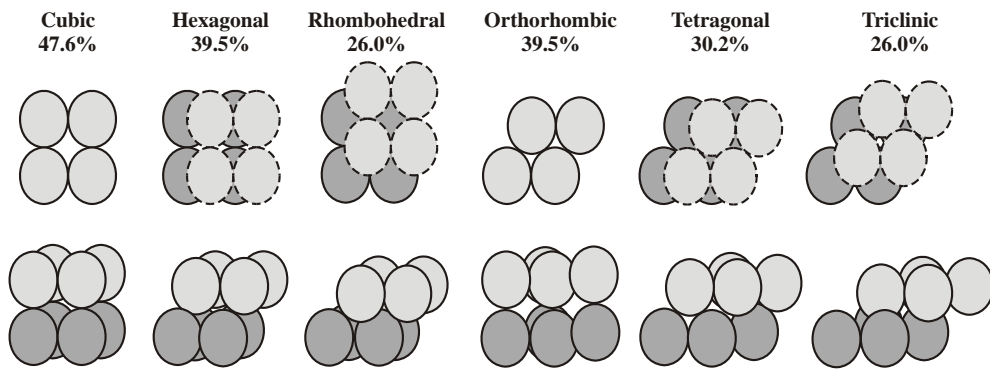 Cubic
47.6%
Hexagonal
39.5%
Rhombohedral
26.0%
Orthorhombic
39.5%
Tetragonal
30.2%
Triclinic
26.0%